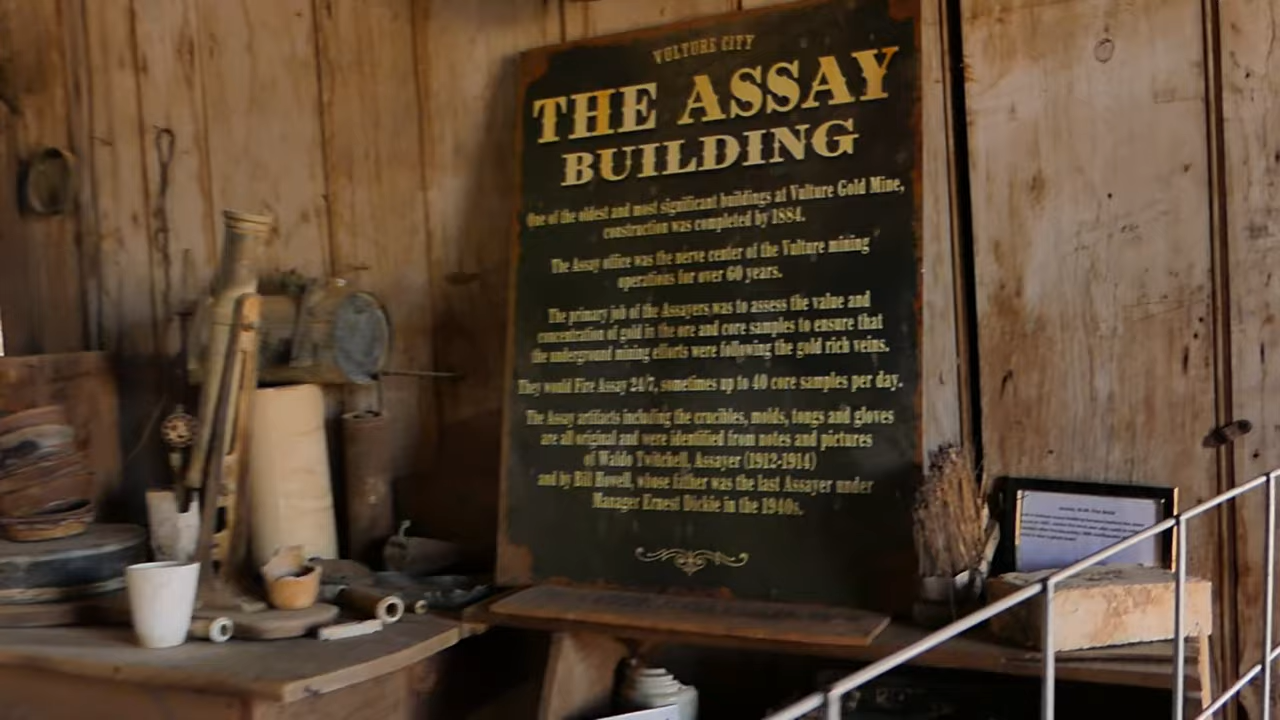 VULTURE CITY
THE ASSAY
BUILDING
One of the oldest and most significant buildings at Vulture Gold Mine,
construction was completed by 1884.
The Assay office was the nerve center of the Vulture mining
operations for over 60 years.
The primary job of the Assayers was to assess the value and
concentration of gold in the ore and core samples to ensure that
the underground mining efforts were following the gold rich veins.
They would Fire Assay 24/7, sometimes up to 40 core samples per day.
The Assay artifacts including the crucibles, molds, tongs and gloves
are all original and were identified from notes and pictures
of Waldo Twitchell, Assayer (1912-1914)
and by Bill Hovell, whose father was the last Assayer under
Manager Ernest Dickie in the 1940s.